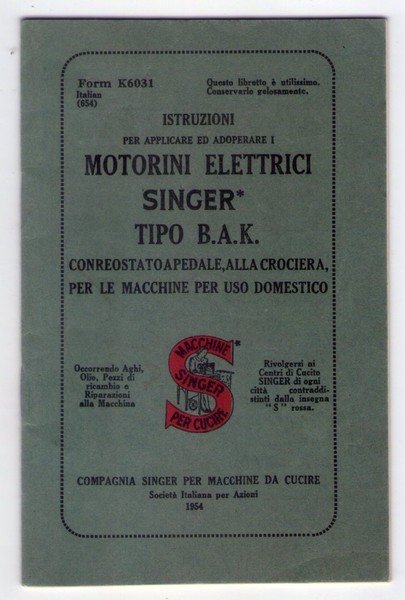 Form K6031
Italian
(654)
Questo libretto è utilissimo.
Conservarlo gelosamente.
ISTRUZIONI
PER APPLICARE ED ADOPERARE I
MOTORINI ELETTRICI
SINGER*
TIPO B.A.K.
CON REOSTATO A PEDALE, ALLA CROCIERA,
PER LE MACCHINE PER USO DOMESTICO
Occorrendo Aghi,
Olio, Pezzi di
ricambio e
Riparazioni
alla Macchina
MACCHINE *
SINGER
PER CUCIRE
Rivolgersi ai
Centri di Cucito
SINGER di ogni
città contraddi-
stinti dalla insegna
"S" rossa.
COMPAGNIA SINGER PER MACCHINE DA CUCIRE
Società Italiana per Azioni
1954